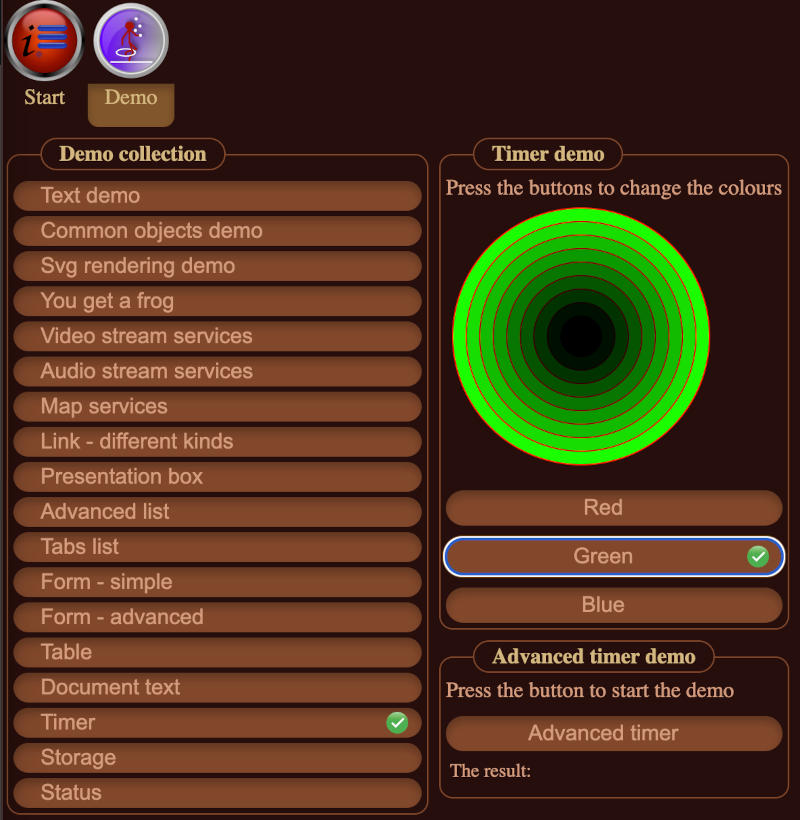 Start
Demo
Demo collection
Text demo
Common objects demo
Svg rendering demo
You get a frog
Video stream services
Audio stream services
Map services
Link - different kinds
Presentation box
Advanced list
Tabs list
Form - simple
Form - advanced
Table
Document text
Timer
Storage
Status
Timer demo
Press the buttons to change the colours
Red
Green
Blue
Advanced timer demo
Press the button to start the demo
Advanced timer
The result: